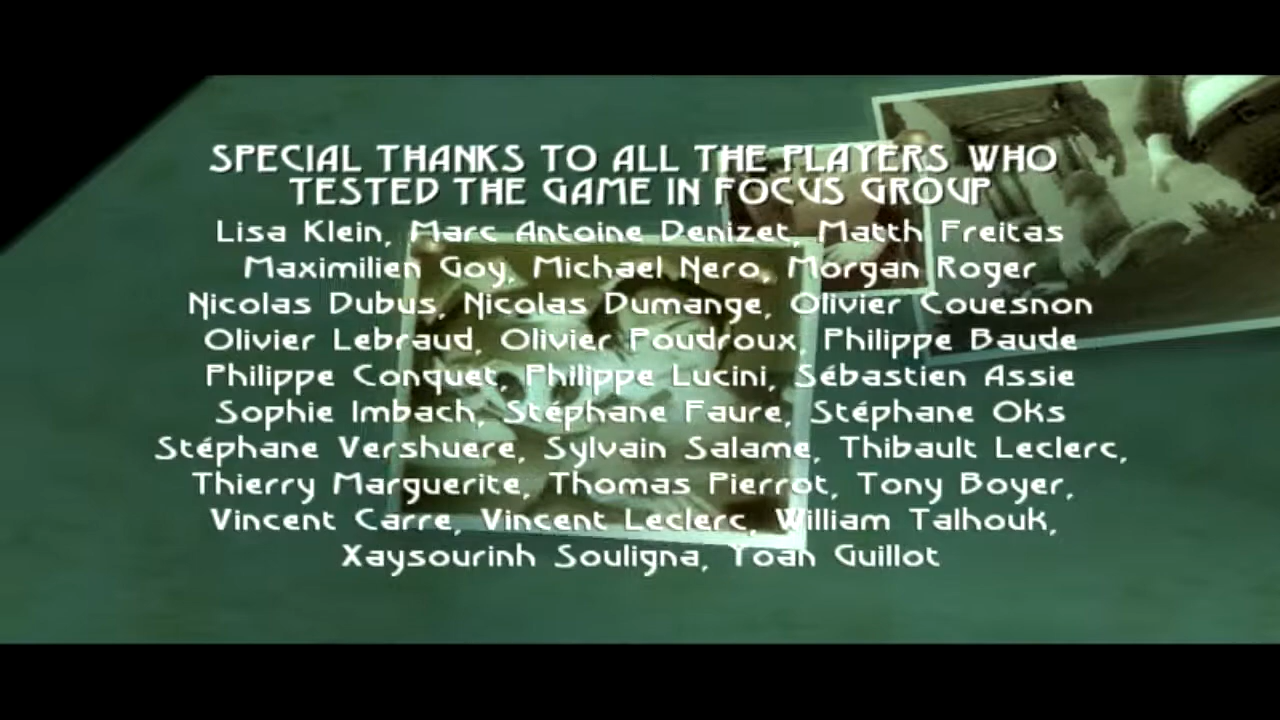 SPECIAL THANKS TO ALL THE PLAYERS WHO
TESTED THE GAME IN FOCUS GROUP
Lisa Klein, Marc Antoine Denizet, Matth Freitas
Maximilien Goy, Michael Nero, Morgan Roger
Nicolas Dubus, Nicolas Dumange, Olivier Couesnon
Olivier Lebraud, Olivier Poudroux, Philippe Baude
Philippe Conquet, Philippe Lucini, Sébastien Assie
Sophie Imbach, Stéphane Faure, Stéphane Oks
Stéphane Vershuere, Sylvain Salame, Thibault Leclerc,
Thierry Marguerite, Thomas Pierrot, Tony Boyer,
Vincent Carre, Vincent Leclerc, William Talhouk,
Xaysourinh Souligna, Yoan Guillot